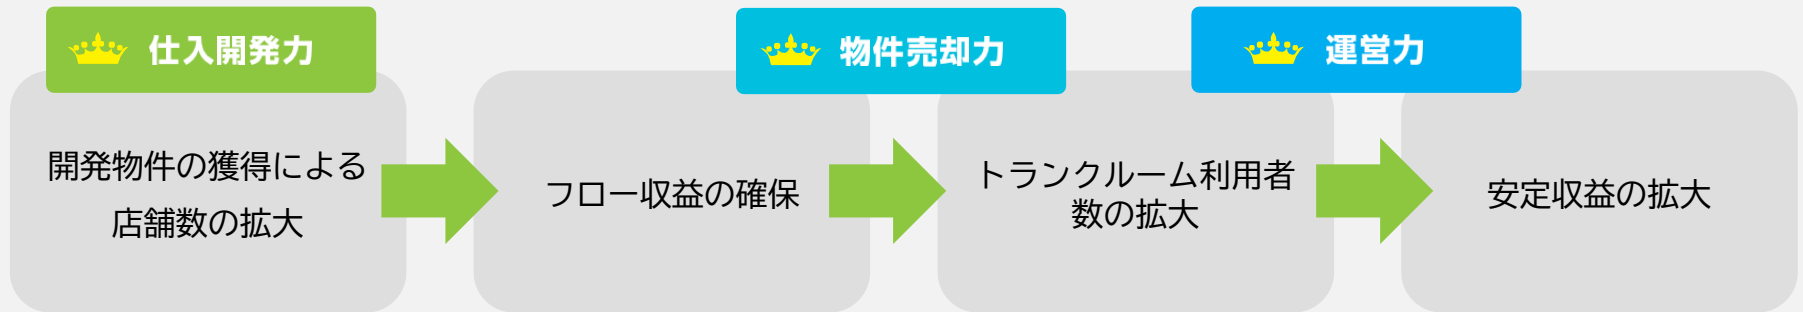 仕入開発力
物件売却力
運営力
開発物件の獲得による
店舗数の拡大
フロー収益の確保
トランクルーム利用者
数の拡大
安定収益の拡大